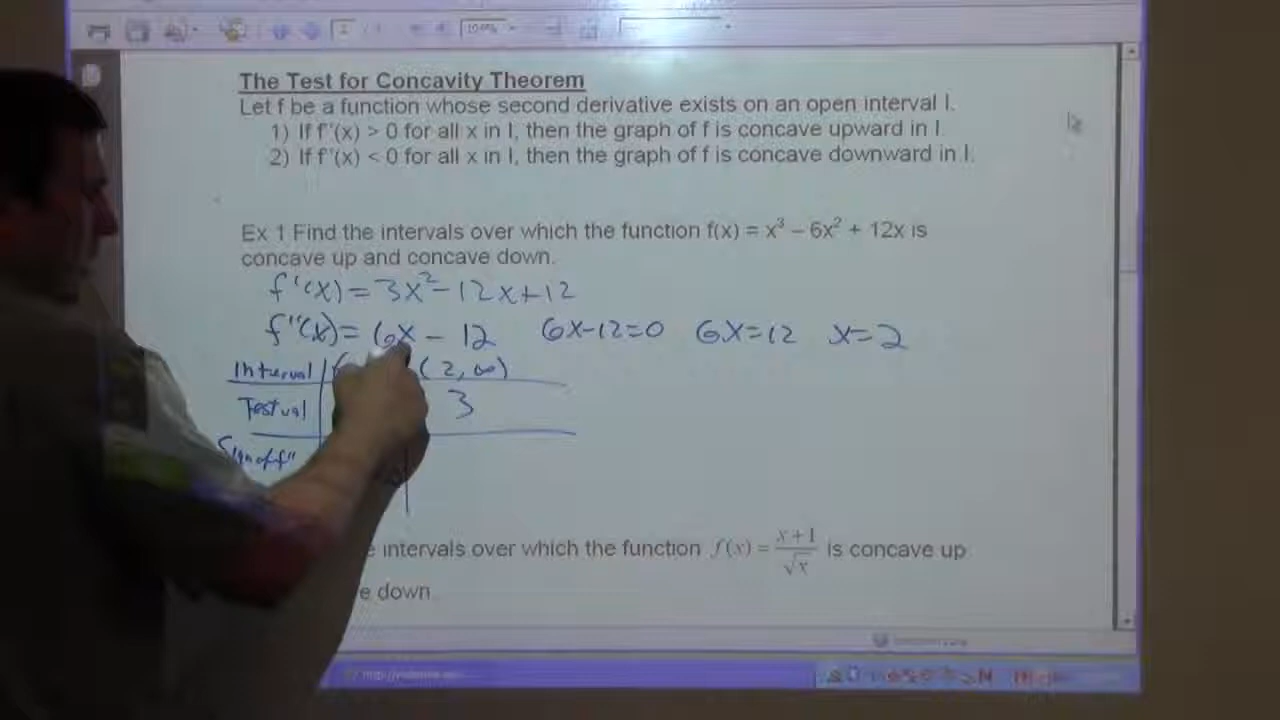 The Test for Concavity Theorem
Let f be a function whose second derivative exists on an open interval I.
1) If f"(x) > 0 for all x in I, then the graph of f is concave upward in I.
2) If f"(x) < 0 for all x in I, then the graph of f is concave downward in I.
Ex 1 Find the intervals over which the function f(x) = x³ – 6x² + 12x is
concave up and concave down.
f'(x) = 3x² - 12x + 12
f"(x) = 6x - 12 6x-12=0 6x=12 x=2
Interval (2, ∞)
Test val 3
Sign of f"
intervals over which the function f(x) = (x+1)/√x is concave up
down